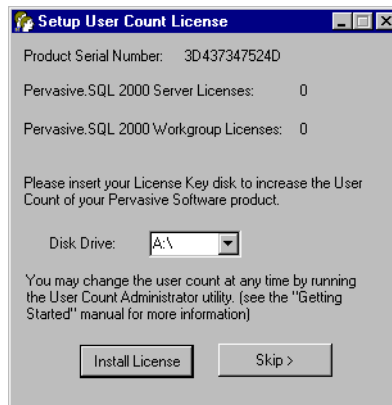 Setup User Count License
Product Serial Number: 3D437347524D
Pervasive.SQL 2000 Server Licenses: 0
Pervasive.SQL 2000 Workgroup Licenses: 0
Please insert your License Key disk to increase the User
Count of your Pervasive Software product.
Disk Drive: A:\
You may change the user count at any time by running
the User Count Administrator utility. (see the "Getting
Started" manual for more information)
Install License
Skip >